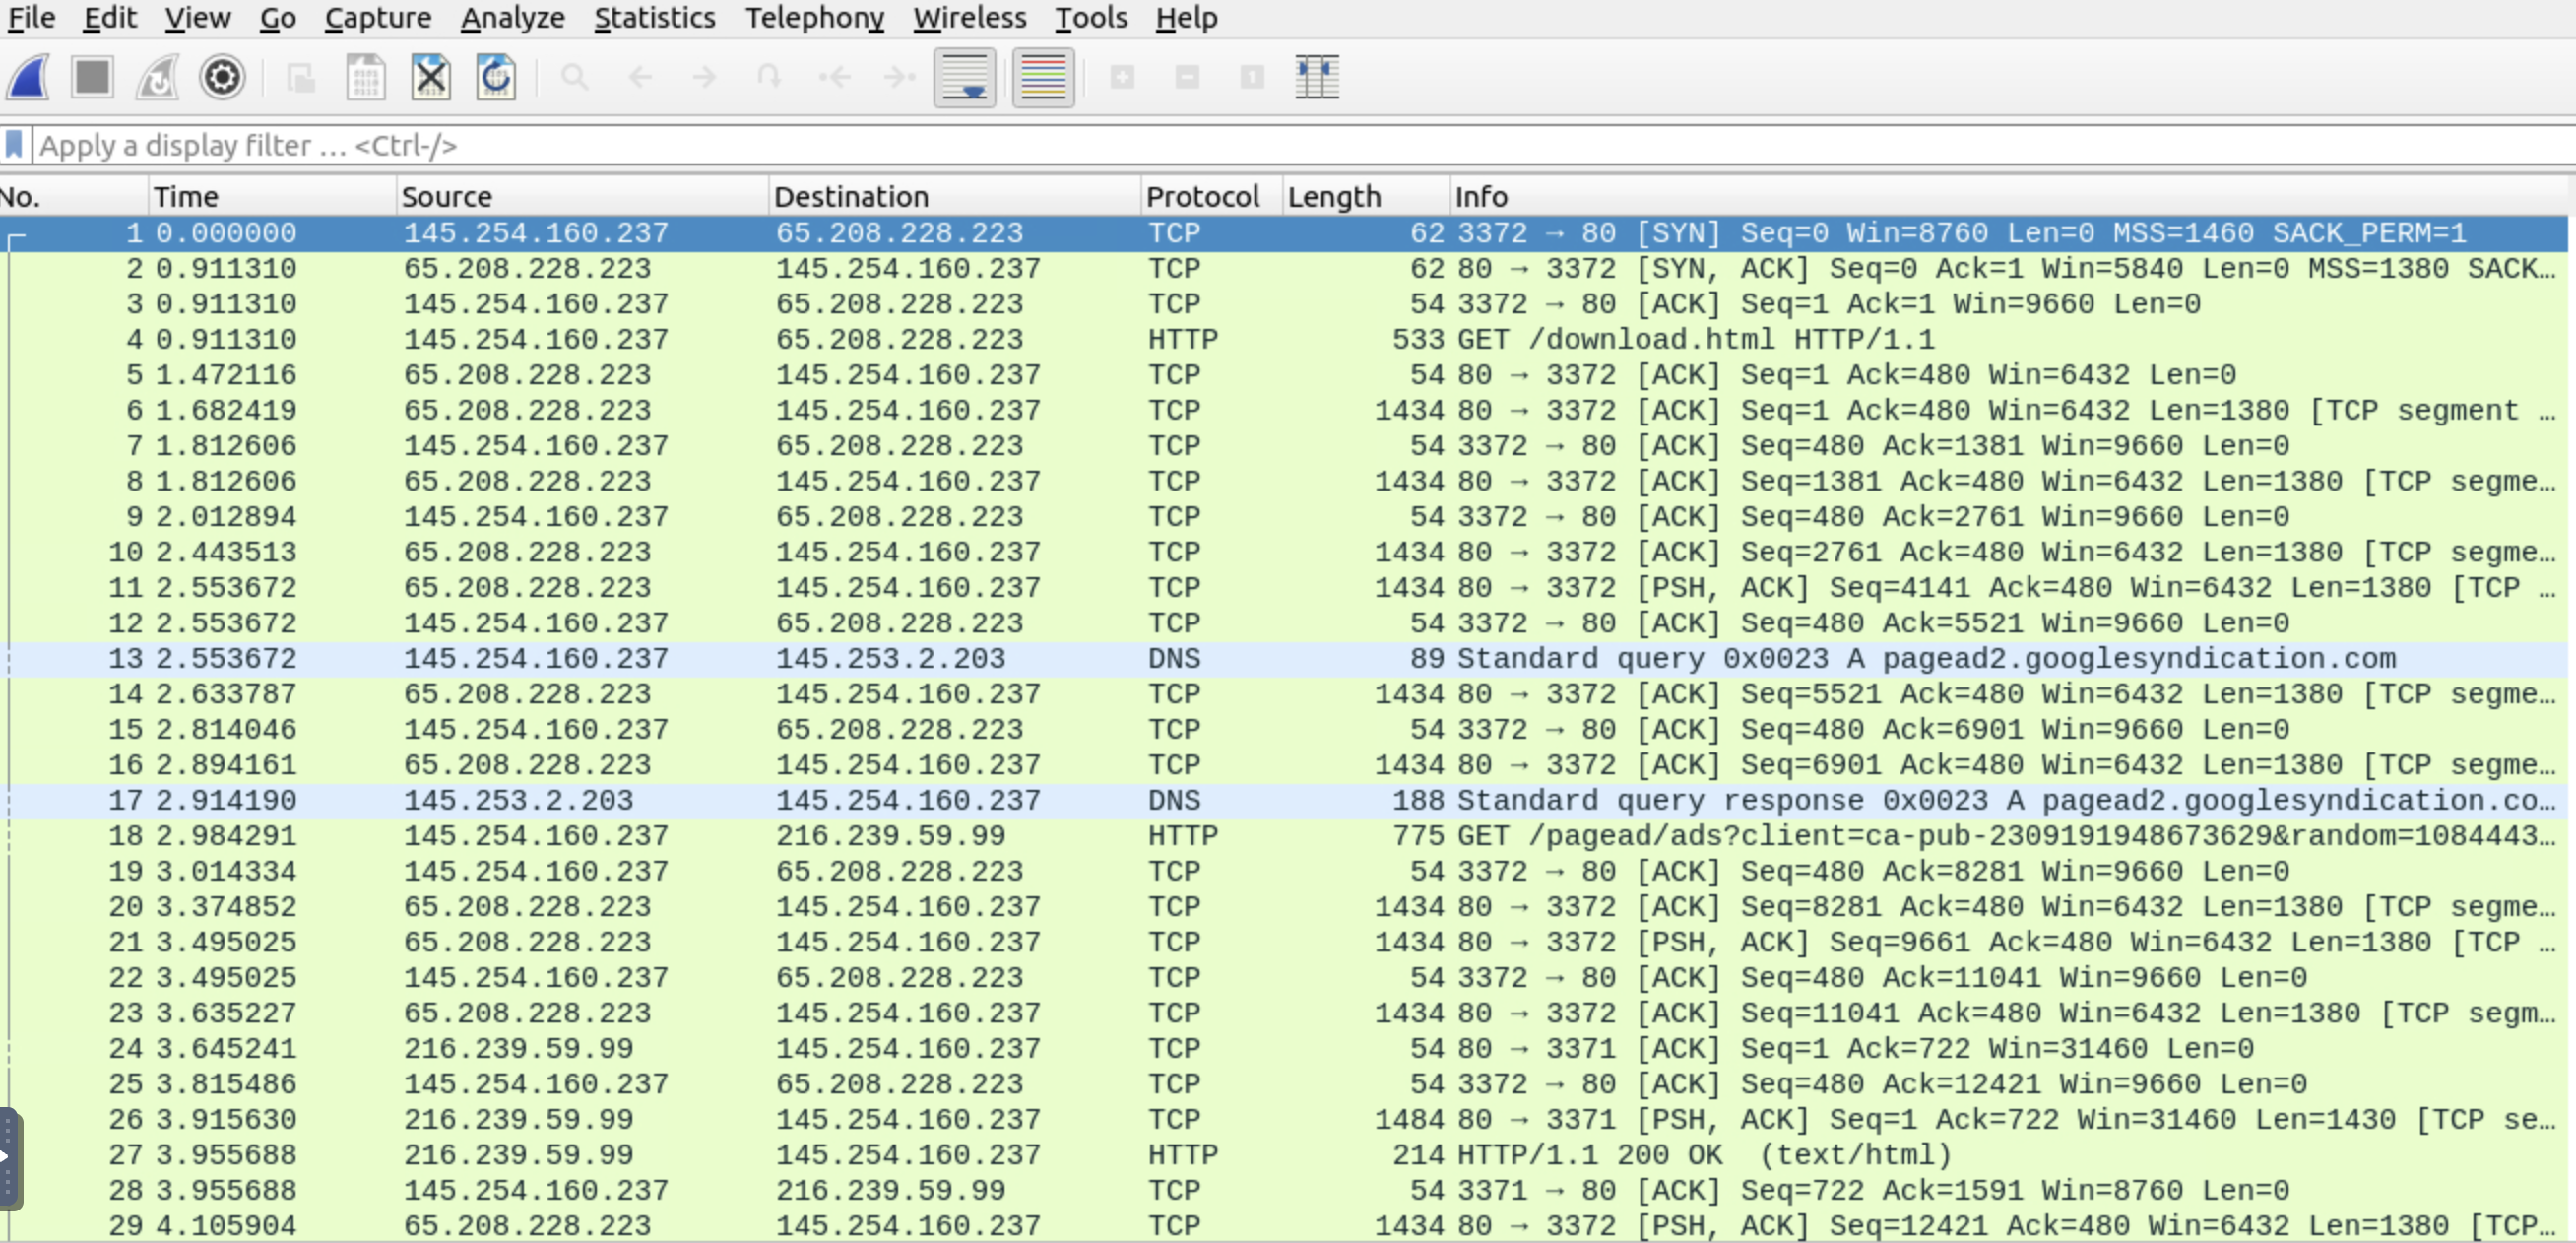 File Edit View Go Capture Analyze Statistics Telephony Wireless Tools Help
Apply a display filter … <Ctrl-/>
No. Time Source Destination Protocol Length Info
1 0.000000 145.254.160.237 65.208.228.223 TCP 62 3372 → 80 [SYN] Seq=0 Win=8760 Len=0 MSS=1460 SACK_PERM=1
2 0.911310 65.208.228.223 145.254.160.237 TCP 62 80 → 3372 [SYN, ACK] Seq=0 Ack=1 Win=5840 Len=0 MSS=1380 SACK…
3 0.911310 145.254.160.237 65.208.228.223 TCP 54 3372 → 80 [ACK] Seq=1 Ack=1 Win=9660 Len=0
4 0.911310 145.254.160.237 65.208.228.223 HTTP 533 GET /download.html HTTP/1.1
5 1.472116 65.208.228.223 145.254.160.237 TCP 54 80 → 3372 [ACK] Seq=1 Ack=480 Win=6432 Len=0
6 1.682419 65.208.228.223 145.254.160.237 TCP 1434 80 → 3372 [ACK] Seq=1 Ack=480 Win=6432 Len=1380 [TCP segment …
7 1.812606 145.254.160.237 65.208.228.223 TCP 54 3372 → 80 [ACK] Seq=480 Ack=1381 Win=9660 Len=0
8 1.812606 65.208.228.223 145.254.160.237 TCP 1434 80 → 3372 [ACK] Seq=1381 Ack=480 Win=6432 Len=1380 [TCP segme…
9 2.012894 145.254.160.237 65.208.228.223 TCP 54 3372 → 80 [ACK] Seq=480 Ack=2761 Win=9660 Len=0
10 2.443513 65.208.228.223 145.254.160.237 TCP 1434 80 → 3372 [ACK] Seq=2761 Ack=480 Win=6432 Len=1380 [TCP segme…
11 2.553672 65.208.228.223 145.254.160.237 TCP 1434 80 → 3372 [PSH, ACK] Seq=4141 Ack=480 Win=6432 Len=1380 [TCP …
12 2.553672 145.254.160.237 65.208.228.223 TCP 54 3372 → 80 [ACK] Seq=480 Ack=5521 Win=9660 Len=0
13 2.553672 145.254.160.237 145.253.2.203 DNS 89 Standard query 0x0023 A pagead2.googlesyndication.com
14 2.633787 65.208.228.223 145.254.160.237 TCP 1434 80 → 3372 [ACK] Seq=5521 Ack=480 Win=6432 Len=1380 [TCP segme…
15 2.814046 145.254.160.237 65.208.228.223 TCP 54 3372 → 80 [ACK] Seq=480 Ack=6901 Win=9660 Len=0
16 2.894161 65.208.228.223 145.254.160.237 TCP 1434 80 → 3372 [ACK] Seq=6901 Ack=480 Win=6432 Len=1380 [TCP segme…
17 2.914190 145.253.2.203 145.254.160.237 DNS 188 Standard query response 0x0023 A pagead2.googlesyndication.co…
18 2.984291 145.254.160.237 216.239.59.99 HTTP 775 GET /pagead/ads?client=ca-pub-2309191948673629&random=1084443…
19 3.014334 145.254.160.237 65.208.228.223 TCP 54 3372 → 80 [ACK] Seq=480 Ack=8281 Win=9660 Len=0
20 3.374852 65.208.228.223 145.254.160.237 TCP 1434 80 → 3372 [ACK] Seq=8281 Ack=480 Win=6432 Len=1380 [TCP segme…
21 3.495025 65.208.228.223 145.254.160.237 TCP 1434 80 → 3372 [PSH, ACK] Seq=9661 Ack=480 Win=6432 Len=1380 [TCP …
22 3.495025 145.254.160.237 65.208.228.223 TCP 54 3372 → 80 [ACK] Seq=480 Ack=11041 Win=9660 Len=0
23 3.635227 65.208.228.223 145.254.160.237 TCP 1434 80 → 3372 [ACK] Seq=11041 Ack=480 Win=6432 Len=1380 [TCP segm…
24 3.645241 216.239.59.99 145.254.160.237 TCP 54 80 → 3371 [ACK] Seq=1 Ack=722 Win=31460 Len=0
25 3.815486 145.254.160.237 65.208.228.223 TCP 54 3372 → 80 [ACK] Seq=480 Ack=12421 Win=9660 Len=0
26 3.915630 216.239.59.99 145.254.160.237 TCP 1484 80 → 3371 [PSH, ACK] Seq=1 Ack=722 Win=31460 Len=1430 [TCP se…
27 3.955688 216.239.59.99 145.254.160.237 HTTP 214 HTTP/1.1 200 OK (text/html)
28 3.955688 145.254.160.237 216.239.59.99 TCP 54 3371 → 80 [ACK] Seq=722 Ack=1591 Win=8760 Len=0
29 4.105904 65.208.228.223 145.254.160.237 TCP 1434 80 → 3372 [PSH, ACK] Seq=12421 Ack=480 Win=6432 Len=1380 [TCP…